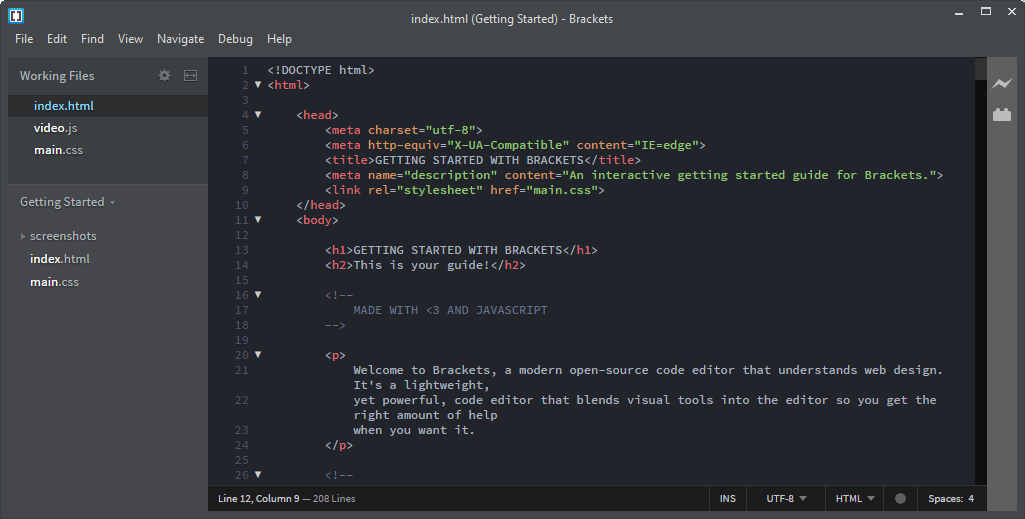 index.html (Getting Started) - Brackets
File Edit Find View Navigate Debug Help
Working Files
index.html
video.js
main.css
Getting Started
screenshots
index.html
main.css
1 <!DOCTYPE html>
2 <html>
3
4 <head>
5 <meta charset="utf-8">
6 <meta http-equiv="X-UA-Compatible" content="IE=edge">
7 <title>GETTING STARTED WITH BRACKETS</title>
8 <meta name="description" content="An interactive getting started guide for Brackets.">
9 <link rel="stylesheet" href="main.css">
10 </head>
11 <body>
12
13 <h1>GETTING STARTED WITH BRACKETS</h1>
14 <h2>This is your guide!</h2>
15
16 <!--
17 MADE WITH <3 AND JAVASCRIPT
18 -->
19
20 <p>
21 Welcome to Brackets, a modern open-source code editor that understands web design.
It's a lightweight,
22 yet powerful, code editor that blends visual tools into the editor so you get the
right amount of help
23 when you want it.
24 </p>
25
26 <!--
Line 12, Column 9 — 208 Lines INS UTF-8 HTML Spaces: 4